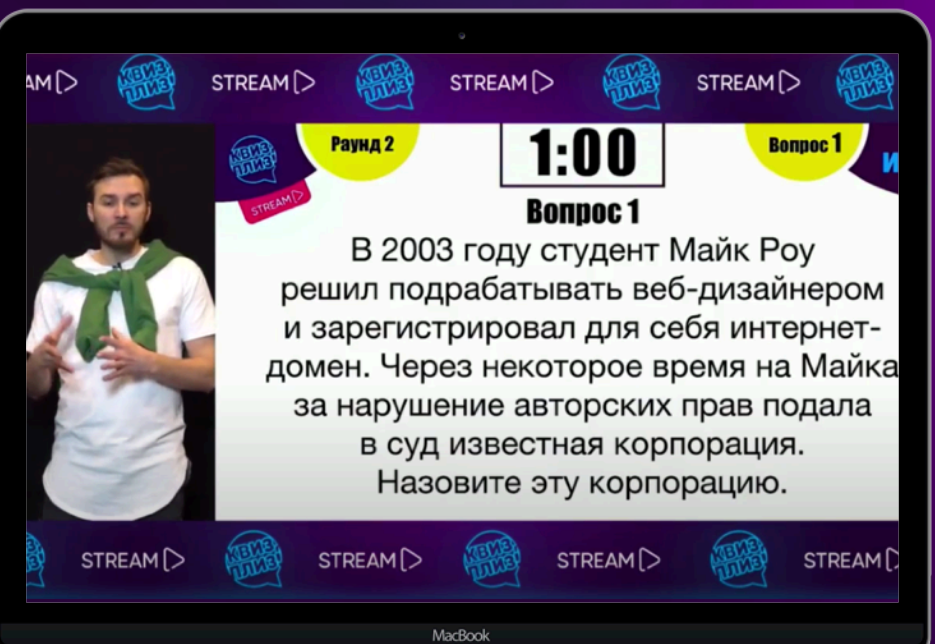 AM КВИЗ ПЛИЗ STREAM КВИЗ ПЛИЗ STREAM КВИЗ ПЛИЗ STREAM КВИЗ ПЛИЗ
КВИЗ ПЛИЗ
STREAM
Раунд 2
1:00
Вопрос 1
И
Вопрос 1
В 2003 году студент Майк Роу
решил подрабатывать веб-дизайнером
и зарегистрировал для себя интернет-
домен. Через некоторое время на Майка
за нарушение авторских прав подала
в суд известная корпорация.
Назовите эту корпорацию.
STREAM КВИЗ ПЛИЗ STREAM КВИЗ ПЛИЗ STREAM КВИЗ ПЛИЗ STREAM
MacBook